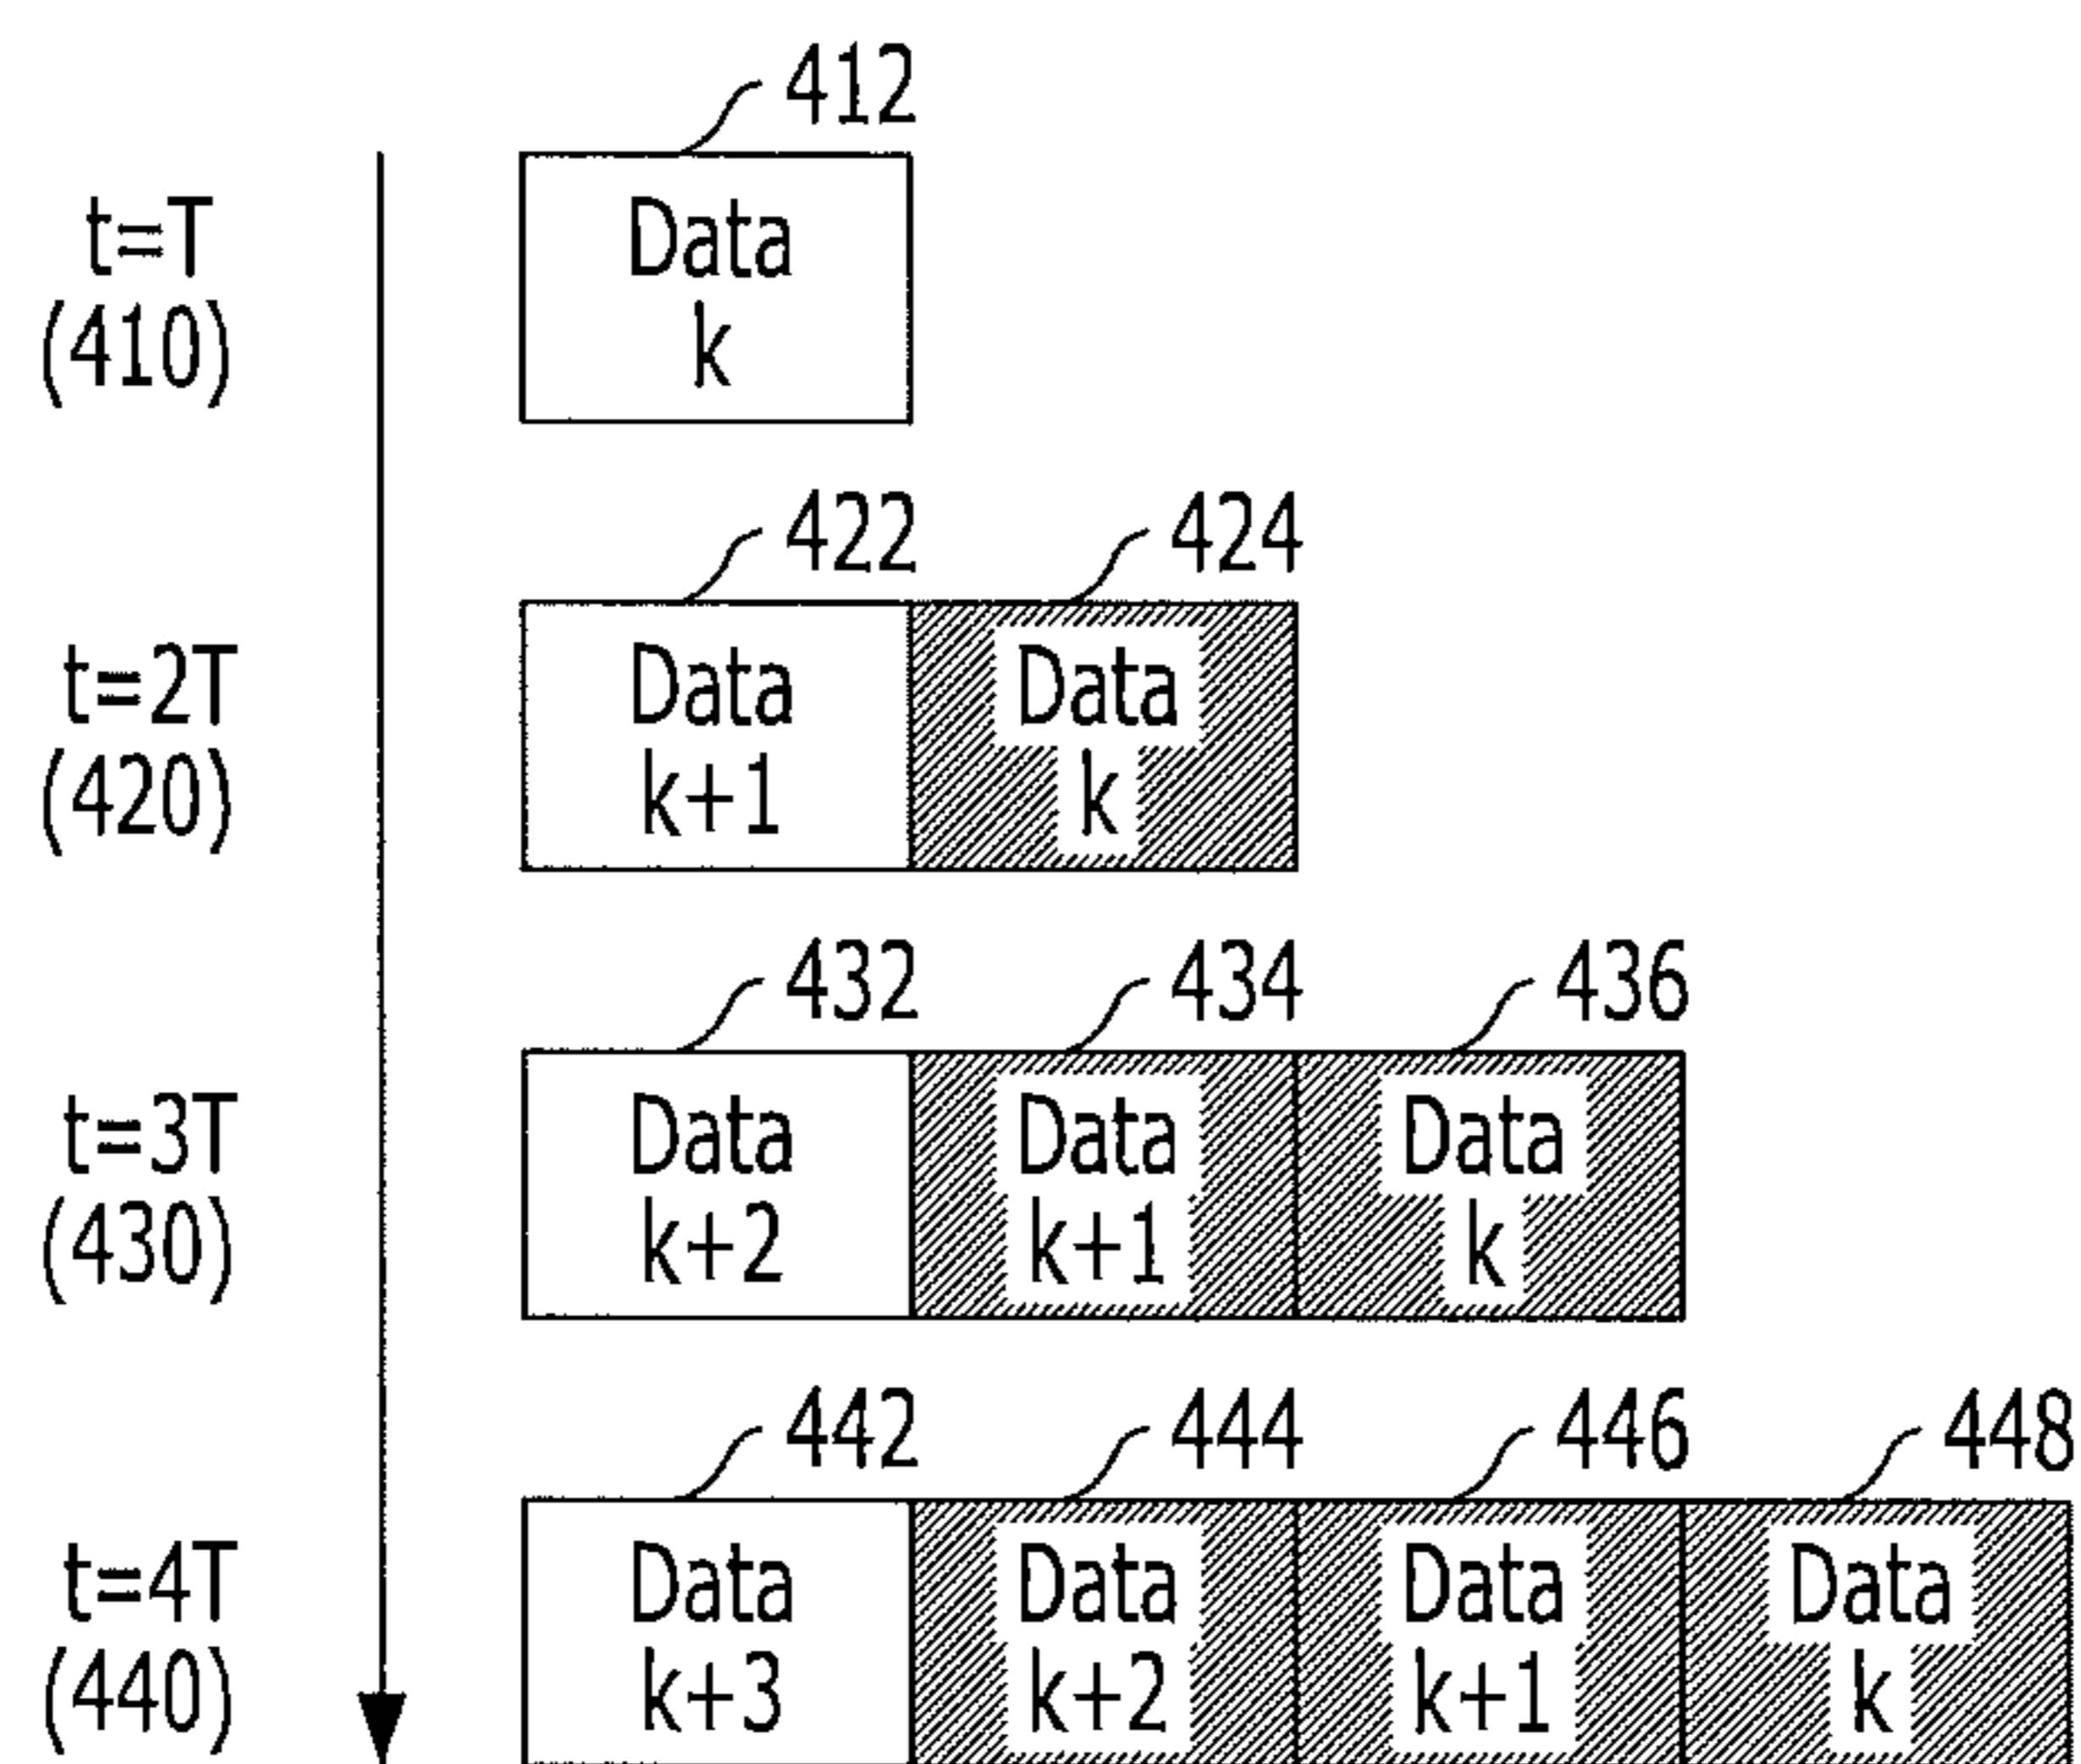 412
t=T
(410)
Data
k
422
424
t=2T
(420)
Data
k+1
Data
k
432
434
436
t=3T
(430)
Data
k+2
Data
k+1
Data
k
442
444
446
448
t=4T
(440)
Data
k+3
Data
k+2
Data
k+1
Data
k